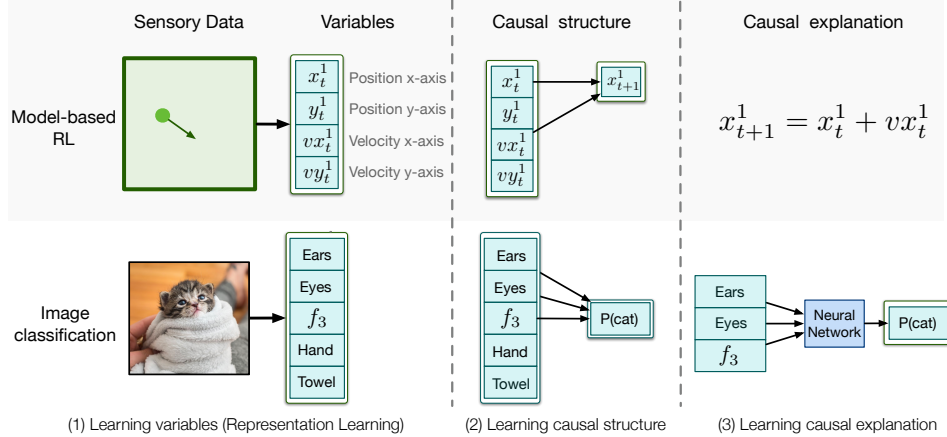 Sensory Data
Variables
Causal structure
Causal explanation
Model-based
RL
x_t^1
Position x-axis
y_t^1
Position y-axis
vx_t^1
Velocity x-axis
vy_t^1
Velocity y-axis
x_t^1
y_t^1
vx_t^1
vy_t^1
x_{t+1}^1
x_{t+1}^1 = x_t^1 + vx_t^1
Image
classification
Ears
Eyes
f_3
Hand
Towel
Ears
Eyes
f_3
Hand
Towel
P(cat)
Ears
Eyes
f_3
Neural
Network
P(cat)
(1) Learning variables (Representation Learning)
(2) Learning causal structure
(3) Learning causal explanation